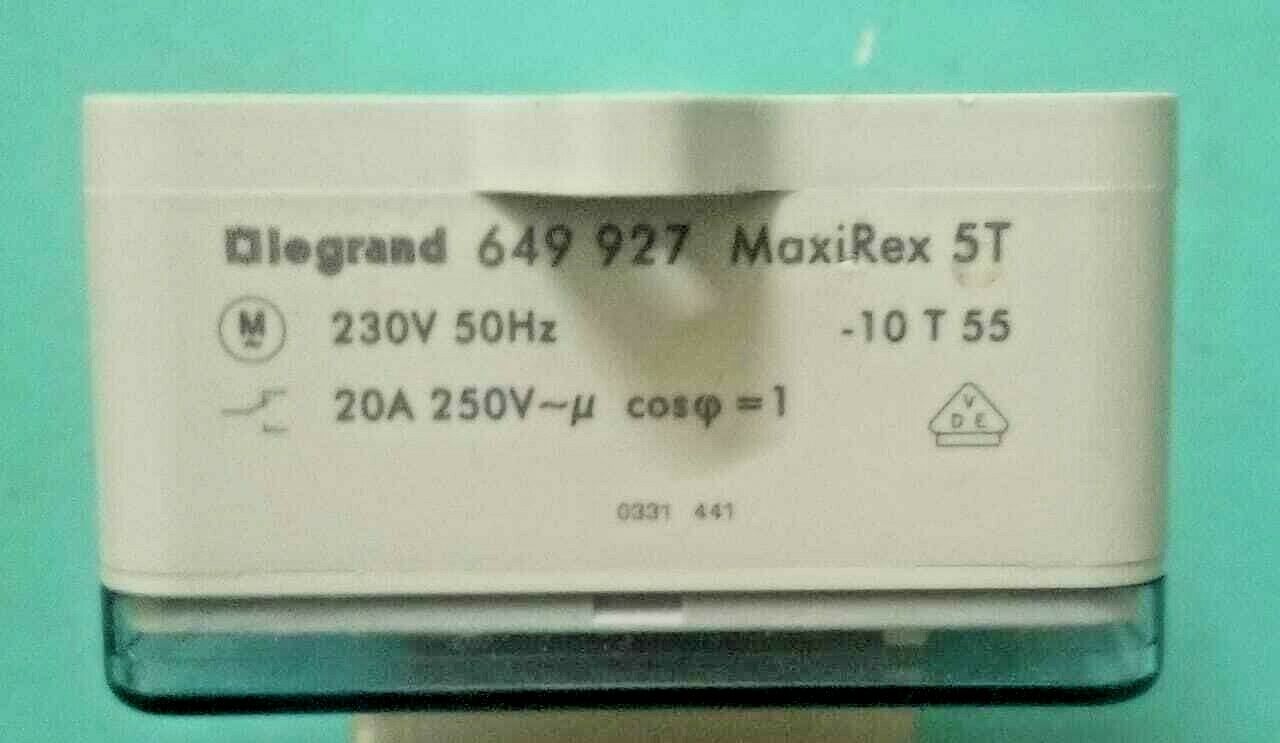 legrand 649 927 MaxiRex 5T
M 230V 50Hz -10 T 55
20A 250V~μ cosφ = 1
V
D E
0331 441